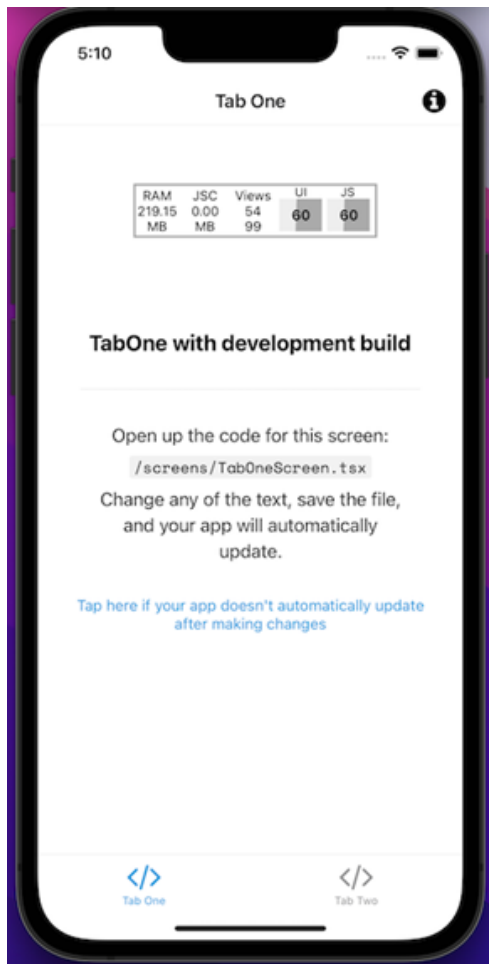 5:10
Tab One
RAM JSC Views UI JS
219.15 0.00 54 60 60
MB MB 99
TabOne with development build
Open up the code for this screen:
/screens/TabOneScreen.tsx
Change any of the text, save the file,
and your app will automatically
update.
Tap here if your app doesn't automatically update
after making changes
Tab One Tab Two